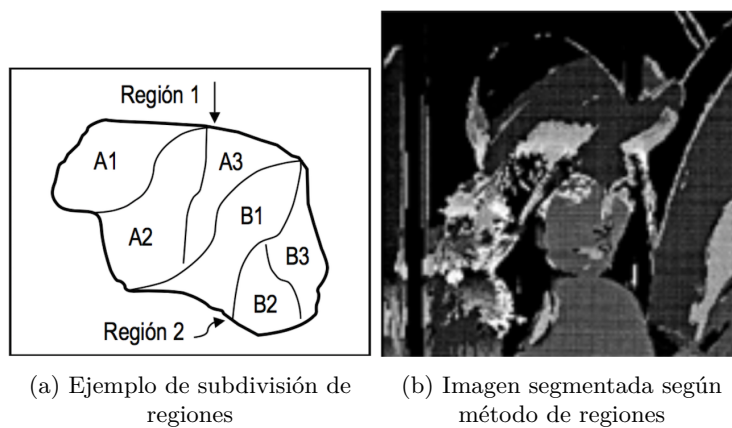 Región 1
A1
A3
A2
B1
B3
B2
Región 2
(a) Ejemplo de subdivisión de
regiones
(b) Imagen segmentada según
método de regiones